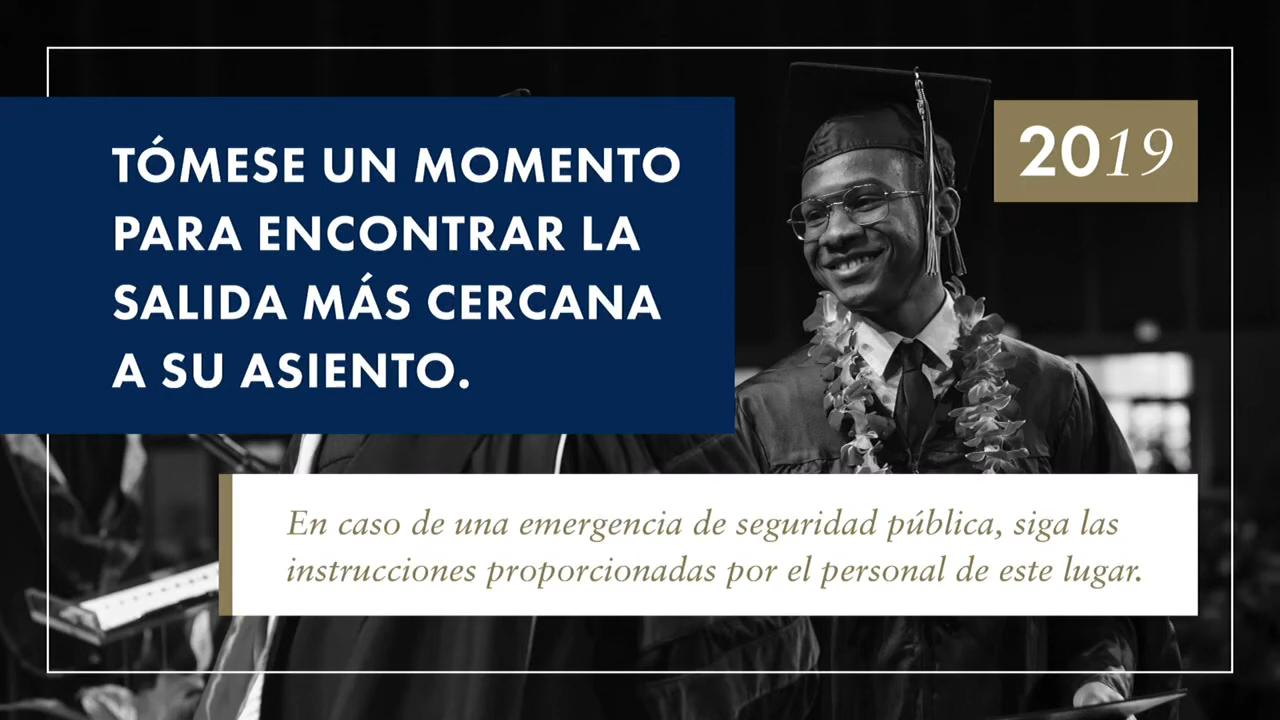 TÓMESE UN MOMENTO
PARA ENCONTRAR LA
SALIDA MÁS CERCANA
A SU ASIENTO.
2019
En caso de una emergencia de seguridad pública, siga las
instrucciones proporcionadas por el personal de este lugar.